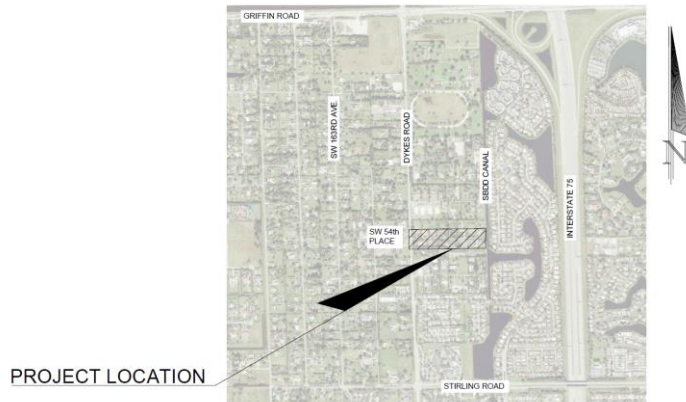 GRIFFIN ROAD
SW 163RD AVE.
DYKES ROAD
SBDD CANAL
INTERSTATE 75
N
SW 54th
PLACE
PROJECT LOCATION
STIRLING ROAD